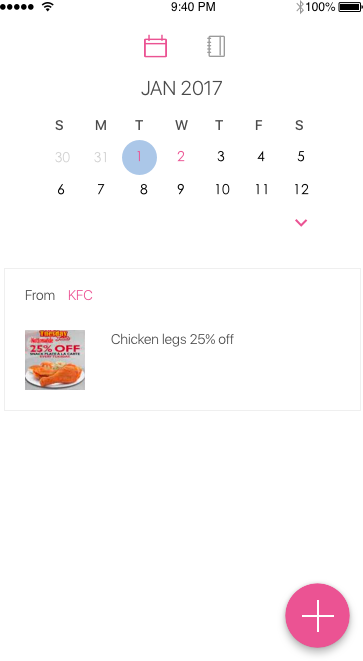 9:40 PM 100%
JAN 2017
S M T W T F S
30 31 1 2 3 4 5
6 7 8 9 10 11 12
From KFC
25% OFF
Chicken legs 25% off